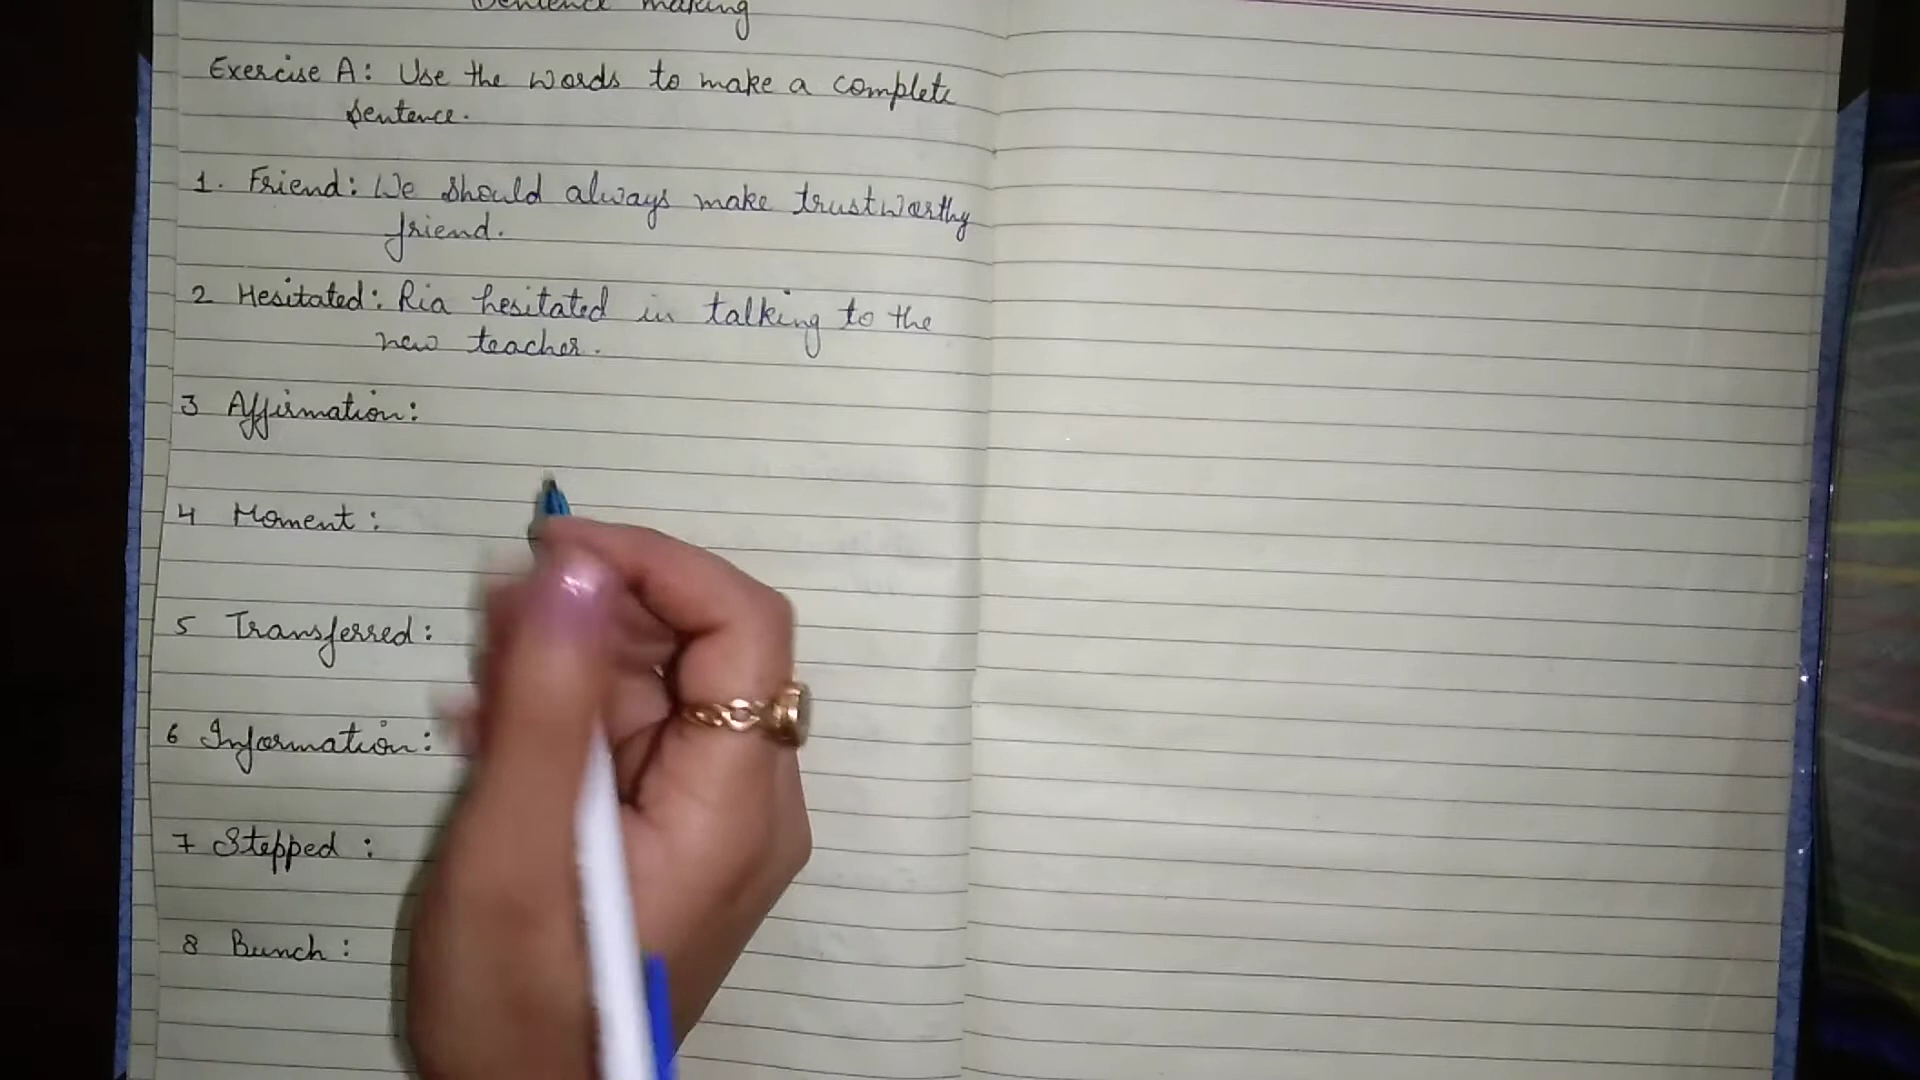 Sentence making
Exercise A: Use the words to make a complete
sentence.
1. Friend: We should always make trustworthy
friend.
2 Hesitated: Ria hesitated in talking to the
new teacher.
3 Affirmation:
4 Moment:
5 Transferred:
6 Information:
7 Stepped:
8 Bunch: